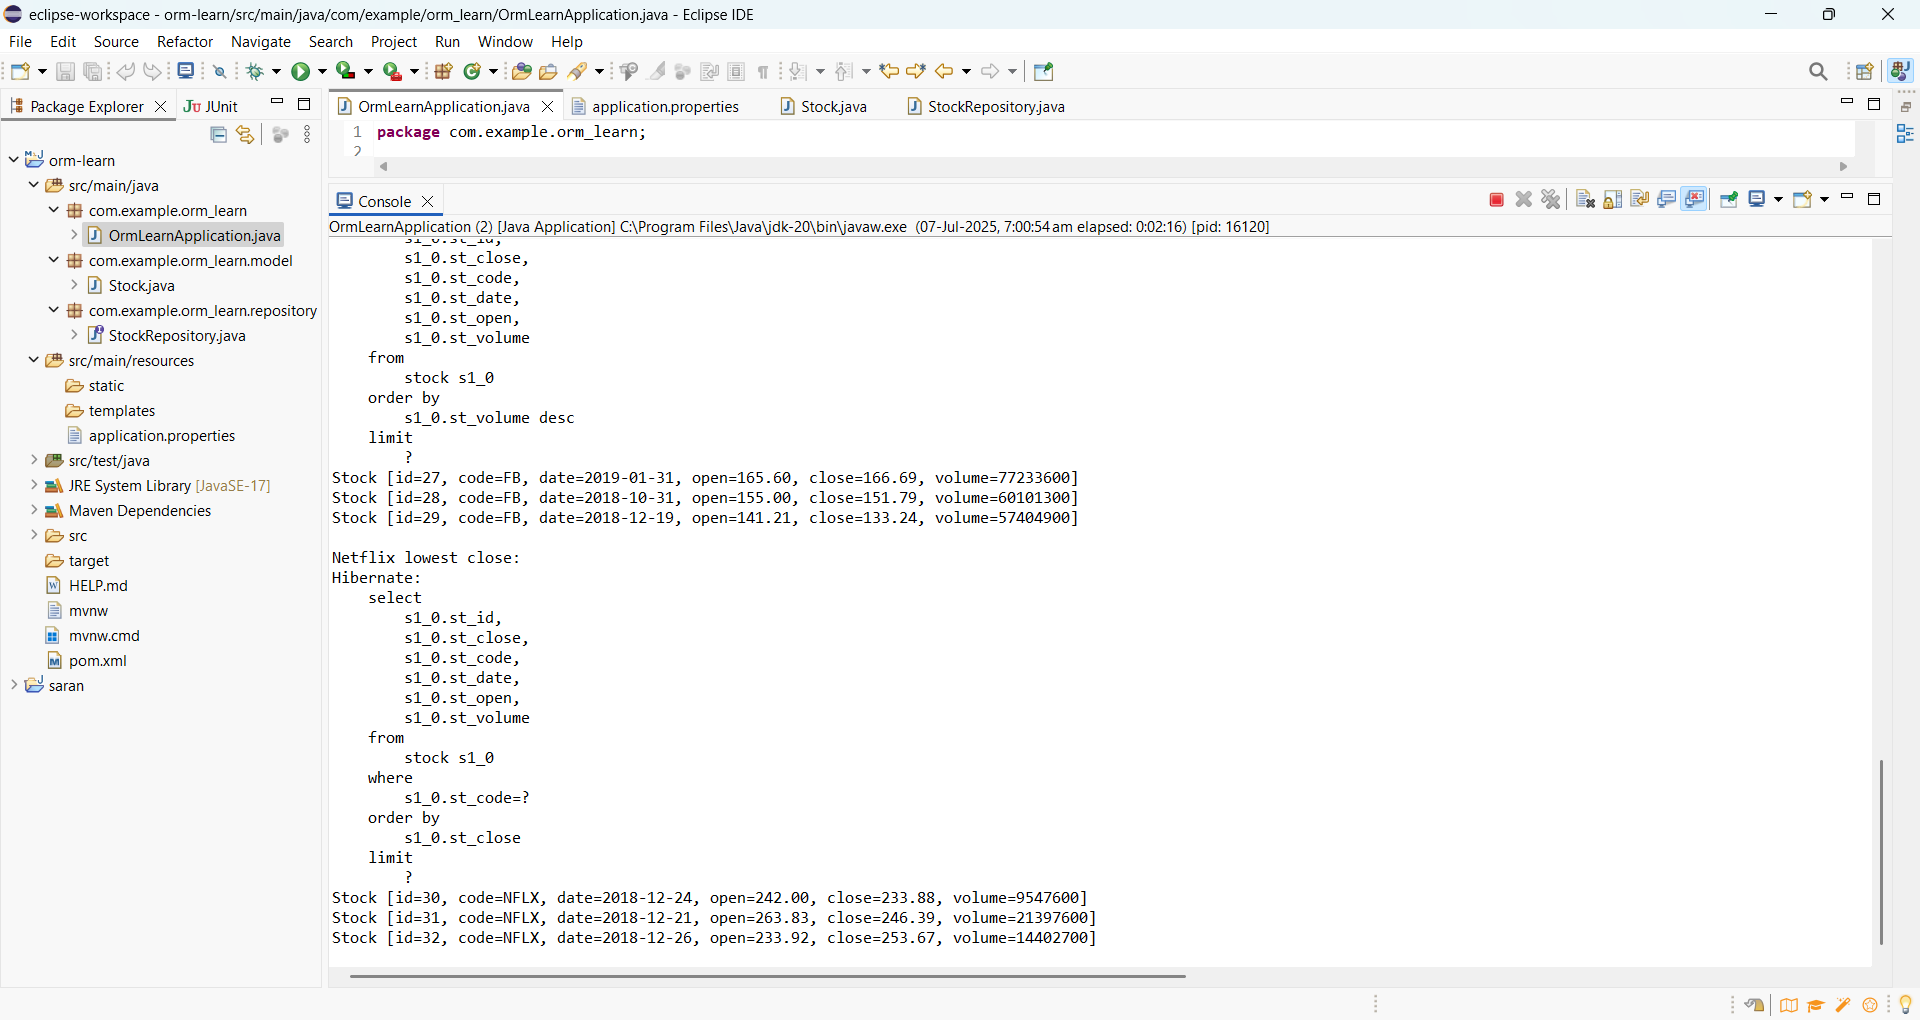 eclipse-workspace - orm-learn/src/main/java/com/example/orm_learn/OrmLearnApplication.java - Eclipse IDE
File Edit Source Refactor Navigate Search Project Run Window Help
Package Explorer JUnit
orm-learn
src/main/java
com.example.orm_learn
OrmLearnApplication.java
com.example.orm_learn.model
Stock.java
com.example.orm_learn.repository
StockRepository.java
src/main/resources
static
templates
application.properties
src/test/java
JRE System Library [JavaSE-17]
Maven Dependencies
src
target
HELP.md
mvnw
mvnw.cmd
pom.xml
saran
OrmLearnApplication.java application.properties Stock.java StockRepository.java
1 package com.example.orm_learn;
2
Console
OrmLearnApplication (2) [Java Application] C:\Program Files\Java\jdk-20\bin\javaw.exe (07-Jul-2025, 7:00:54 am elapsed: 0:02:16) [pid: 16120]
s1_0.st_id,
s1_0.st_close,
s1_0.st_code,
s1_0.st_date,
s1_0.st_open,
s1_0.st_volume
from
stock s1_0
order by
s1_0.st_volume desc
limit
?
Stock [id=27, code=FB, date=2019-01-31, open=165.60, close=166.69, volume=77233600]
Stock [id=28, code=FB, date=2018-10-31, open=155.00, close=151.79, volume=60101300]
Stock [id=29, code=FB, date=2018-12-19, open=141.21, close=133.24, volume=57404900]
Netflix lowest close:
Hibernate:
select
s1_0.st_id,
s1_0.st_close,
s1_0.st_code,
s1_0.st_date,
s1_0.st_open,
s1_0.st_volume
from
stock s1_0
where
s1_0.st_code=?
order by
s1_0.st_close
limit
?
Stock [id=30, code=NFLX, date=2018-12-24, open=242.00, close=233.88, volume=9547600]
Stock [id=31, code=NFLX, date=2018-12-21, open=263.83, close=246.39, volume=21397600]
Stock [id=32, code=NFLX, date=2018-12-26, open=233.92, close=253.67, volume=14402700]